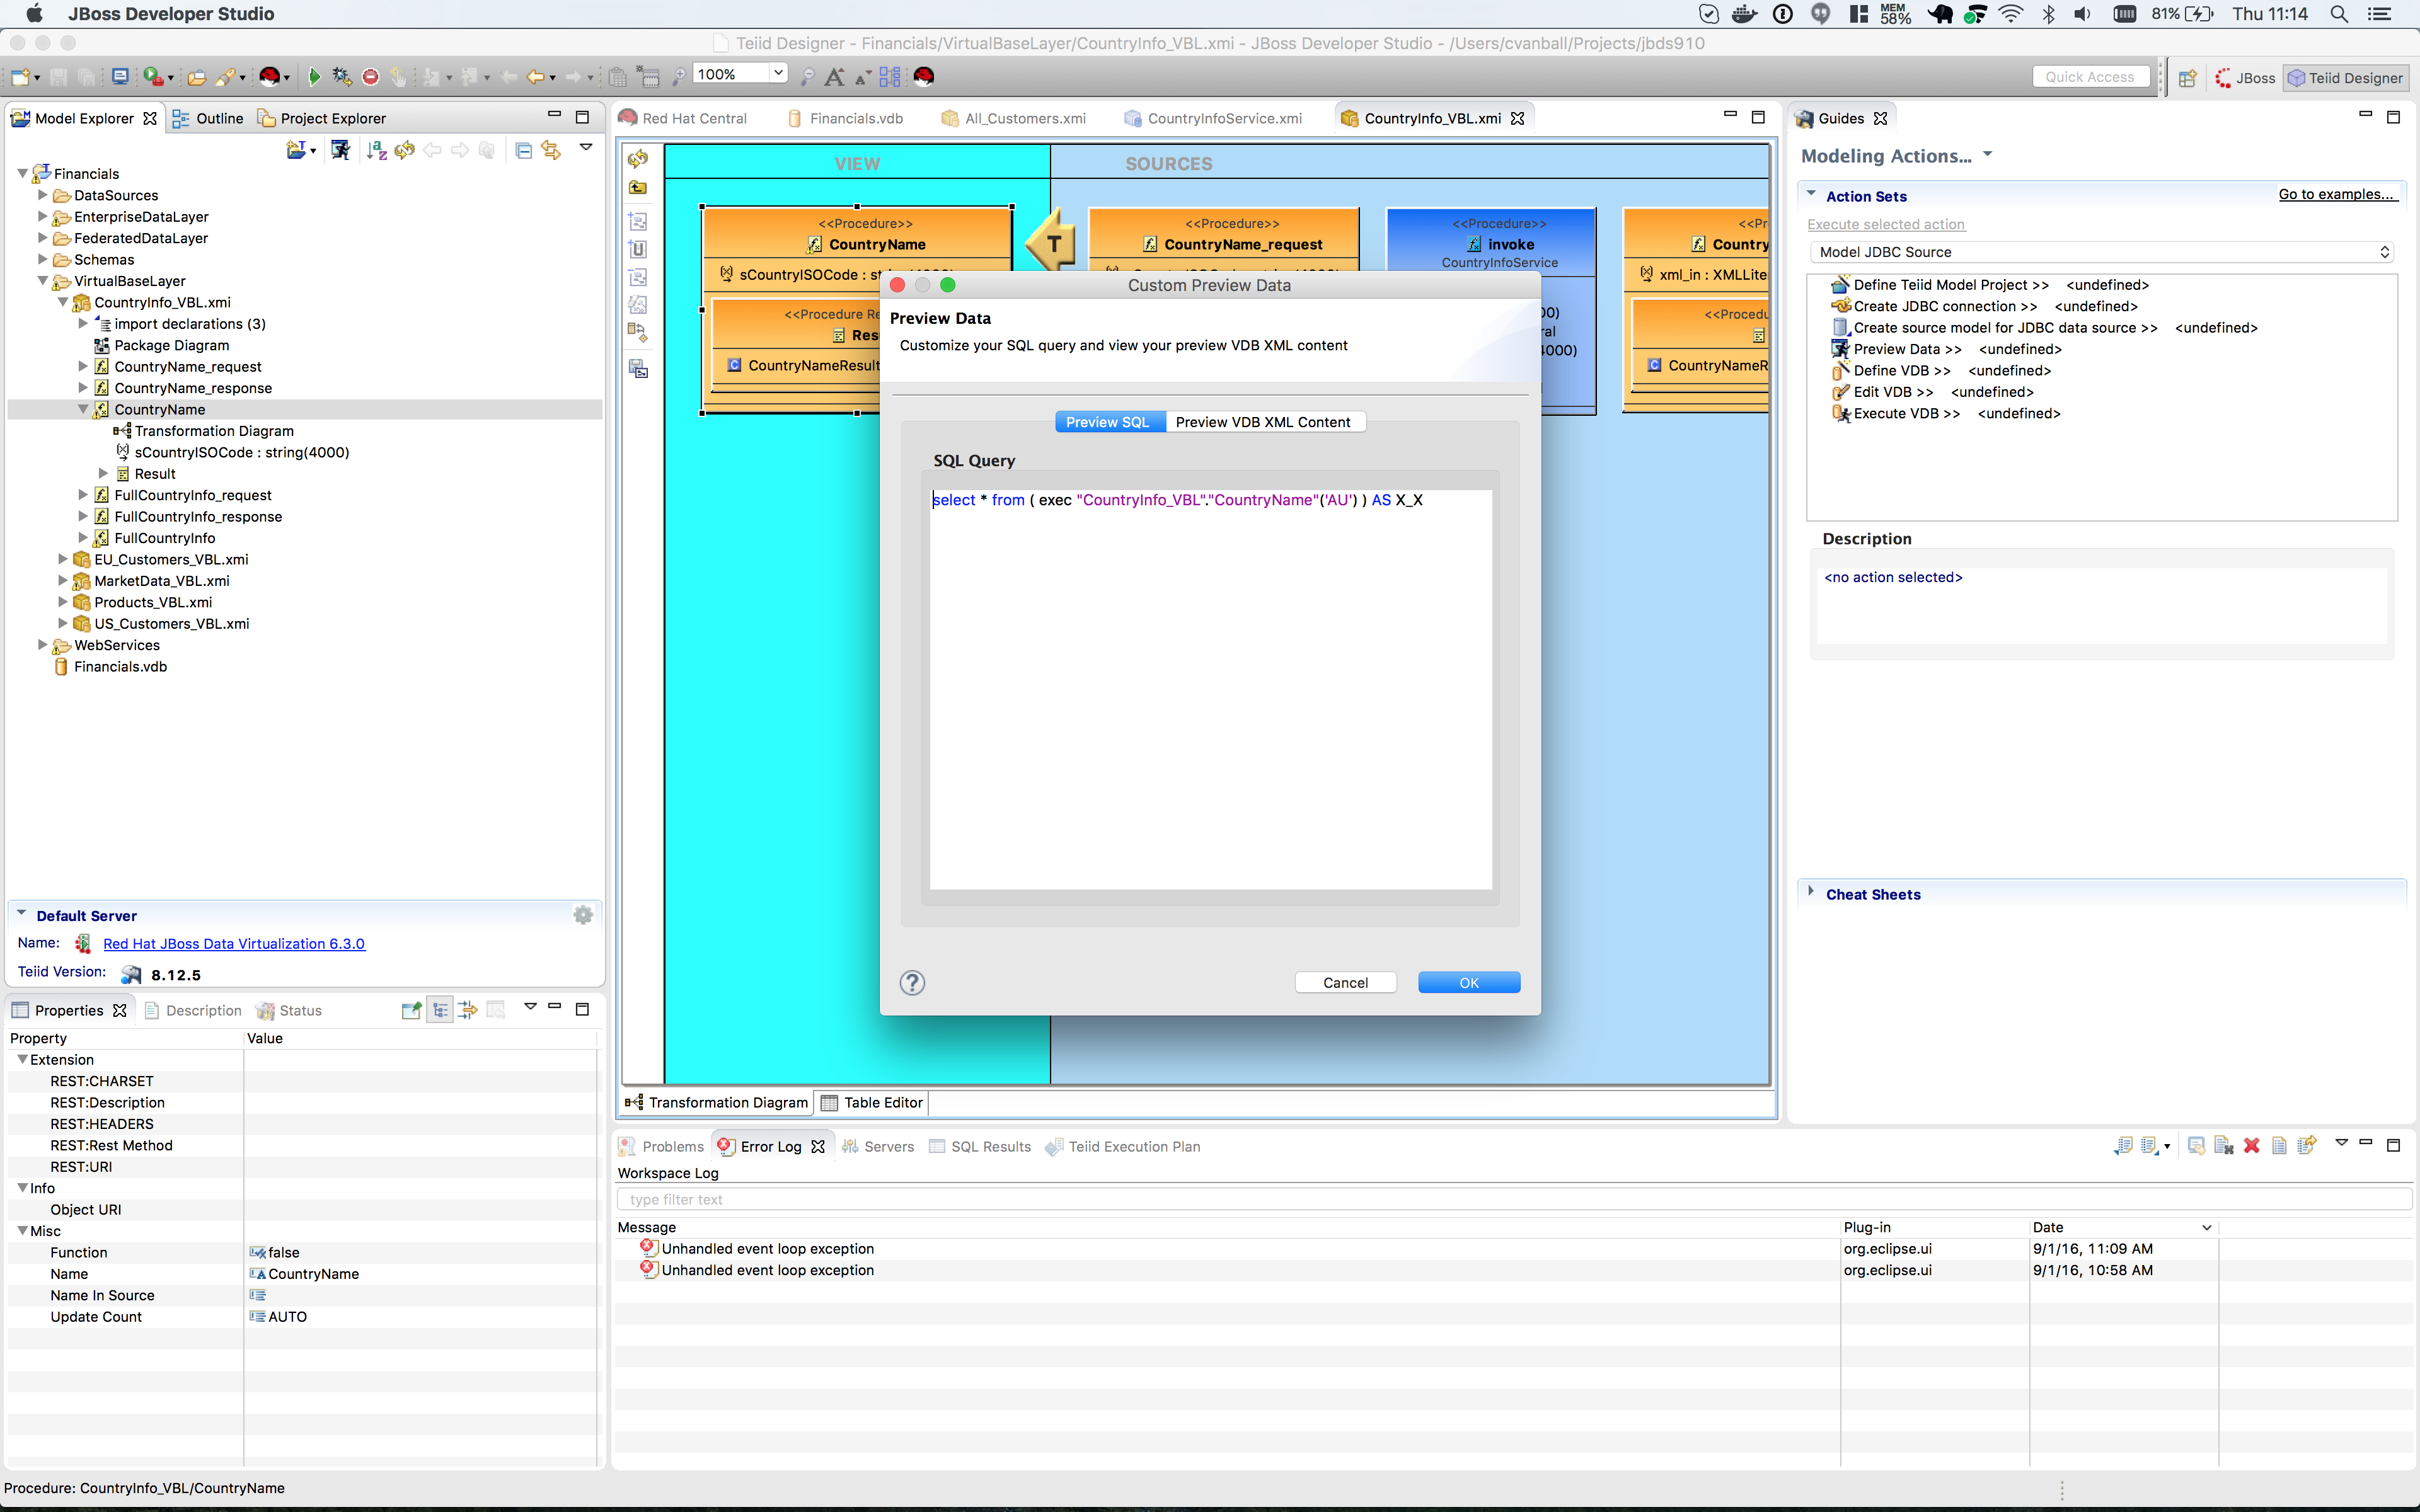 JBoss Developer Studio
MEM
58%
81%
Thu 11:14
Teiid Designer - Financials/VirtualBaseLayer/CountryInfo_VBL.xmi - JBoss Developer Studio - /Users/cvanball/Projects/jbds910
100%
Quick Access
JBoss
Teiid Designer
Model Explorer
Outline
Project Explorer
Financials
DataSources
EnterpriseDataLayer
FederatedDataLayer
Schemas
VirtualBaseLayer
CountryInfo_VBL.xmi
import declarations (3)
Package Diagram
CountryName_request
CountryName_response
CountryName
Transformation Diagram
sCountryISOCode : string(4000)
Result
FullCountryInfo_request
FullCountryInfo_response
FullCountryInfo
EU_Customers_VBL.xmi
MarketData_VBL.xmi
Products_VBL.xmi
US_Customers_VBL.xmi
WebServices
Financials.vdb
Default Server
Name: Red Hat JBoss Data Virtualization 6.3.0
Teiid Version: 8.12.5
Properties
Description
Status
Property Value
Extension
REST:CHARSET
REST:Description
REST:HEADERS
REST:Rest Method
REST:URI
Info
Object URI
Misc
Function false
Name CountryName
Name In Source
Update Count AUTO
Procedure: CountryInfo_VBL/CountryName
Red Hat Central
Financials.vdb
All_Customers.xmi
CountryInfoService.xmi
CountryInfo_VBL.xmi
VIEW
SOURCES
<<Procedure>>
CountryName
sCountryISOCode : string(4000)
<<Procedure Re
Res
CountryNameResult
T
<<Procedure>>
CountryName_request
<<Procedure>>
invoke
CountryInfoService
00)
ral
4000)
<<Pr
Country
xml_in : XMLLite
<<Procedu
CountryNameR
Custom Preview Data
Preview Data
Customize your SQL query and view your preview VDB XML content
Preview SQL
Preview VDB XML Content
SQL Query
select * from ( exec "CountryInfo_VBL"."CountryName"('AU') ) AS X_X
?
Cancel
OK
Transformation Diagram
Table Editor
Guides
Modeling Actions...
Action Sets
Go to examples...
Execute selected action
Model JDBC Source
Define Teiid Model Project >> <undefined>
Create JDBC connection >> <undefined>
Create source model for JDBC data source >> <undefined>
Preview Data >> <undefined>
Define VDB >> <undefined>
Edit VDB >> <undefined>
Execute VDB >> <undefined>
Description
<no action selected>
Cheat Sheets
Problems
Error Log
Servers
SQL Results
Teiid Execution Plan
Workspace Log
type filter text
Message Plug-in Date
Unhandled event loop exception org.eclipse.ui 9/1/16, 11:09 AM
Unhandled event loop exception org.eclipse.ui 9/1/16, 10:58 AM